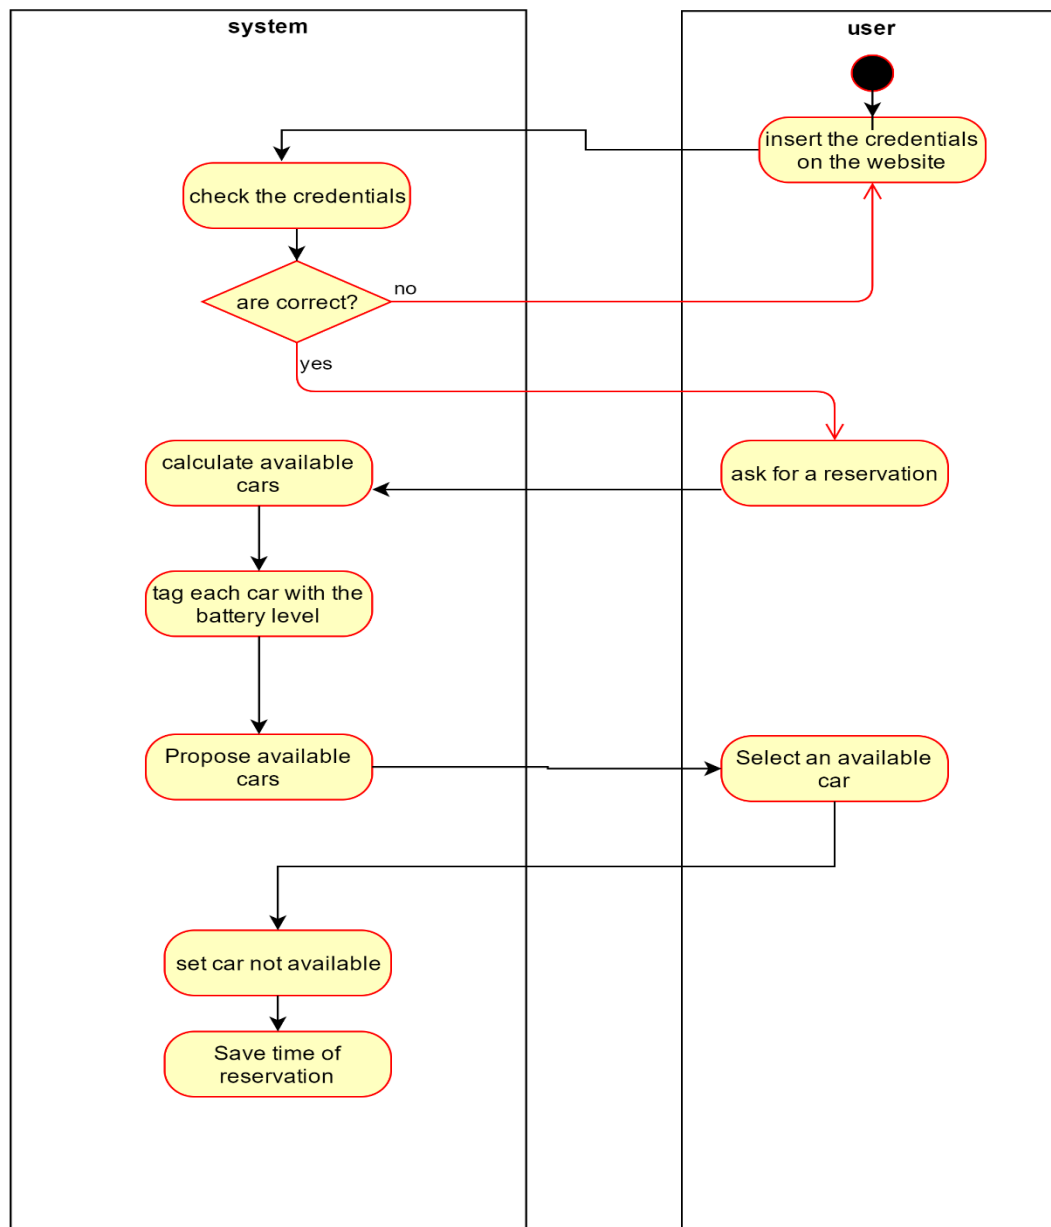 system
user
insert the credentials
on the website
check the credentials
are correct?
no
yes
calculate available
cars
ask for a reservation
tag each car with the
battery level
Propose available
cars
Select an available
car
set car not available
Save time of
reservation